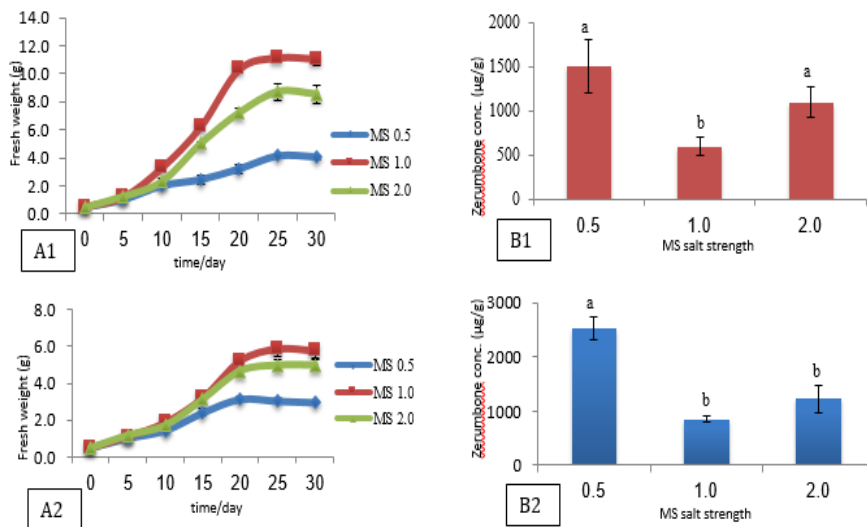 14.0
12.0
10.0
8.0
6.0
4.0
2.0
0.0
Fresh weight (g)
0 5 10 15 20 25 30
time/day
MS 0.5
MS 1.0
MS 2.0
A1
2000
1500
1000
500
0
Zerumbone conc. (µg/g)
a
b
a
0.5 1.0 2.0
MS salt strength
B1
8.0
6.0
4.0
2.0
0.0
Fresh weight (g)
0 5 10 15 20 25 30
time/day
MS 0.5
MS 1.0
MS 2.0
A2
3000
2000
1000
0
Zerumbone conc. (µg/g)
a
b
b
0.5 1.0 2.0
MS salt strength
B2